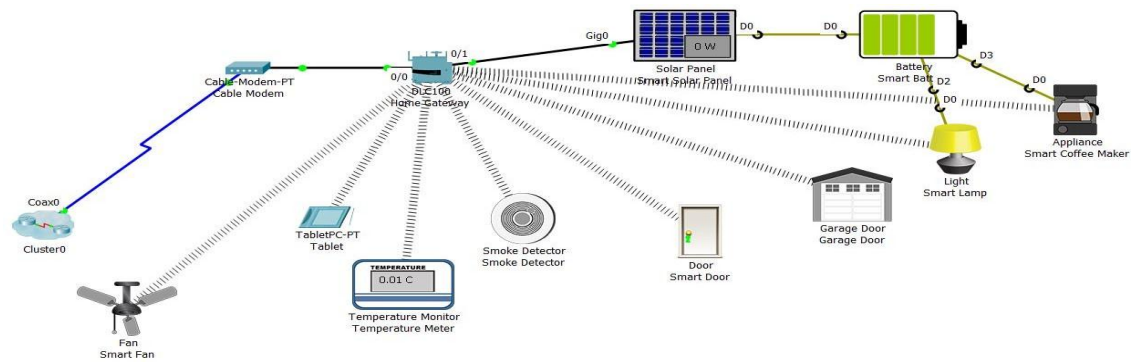 Coax0
Cluster0
Cable-Modem-PT
Cable Modem
0/0
0/1
DLC100
Home Gateway
Gig0
0 W
Solar Panel
Smart Solar Panel
D0
D0
Battery
Smart Batt
D3
D2
D0
D0
Appliance
Smart Coffee Maker
Light
Smart Lamp
Garage Door
Garage Door
Door
Smart Door
Smoke Detector
Smoke Detector
TabletPC-PT
Tablet
TEMPERATURE
0.01 C
Temperature Monitor
Temperature Meter
Fan
Smart Fan